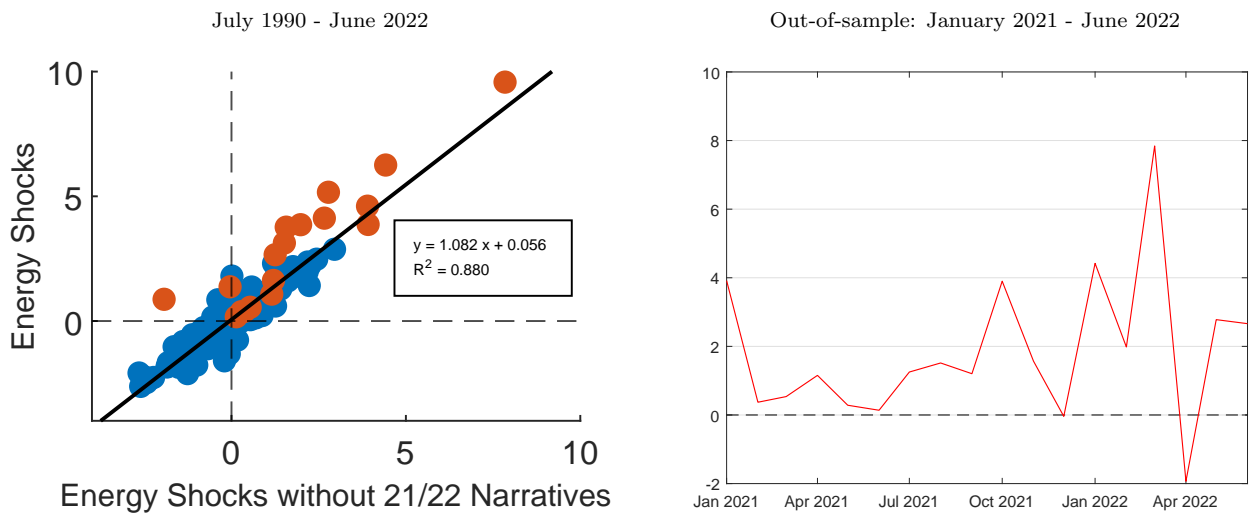 July 1990 - June 2022
10
5
0
0
5
10
Energy Shocks
Energy Shocks without 21/22 Narratives
y = 1.082 x + 0.056
R² = 0.880
Out-of-sample: January 2021 - June 2022
10
8
6
4
2
0
-2
Jan 2021
Apr 2021
Jul 2021
Oct 2021
Jan 2022
Apr 2022